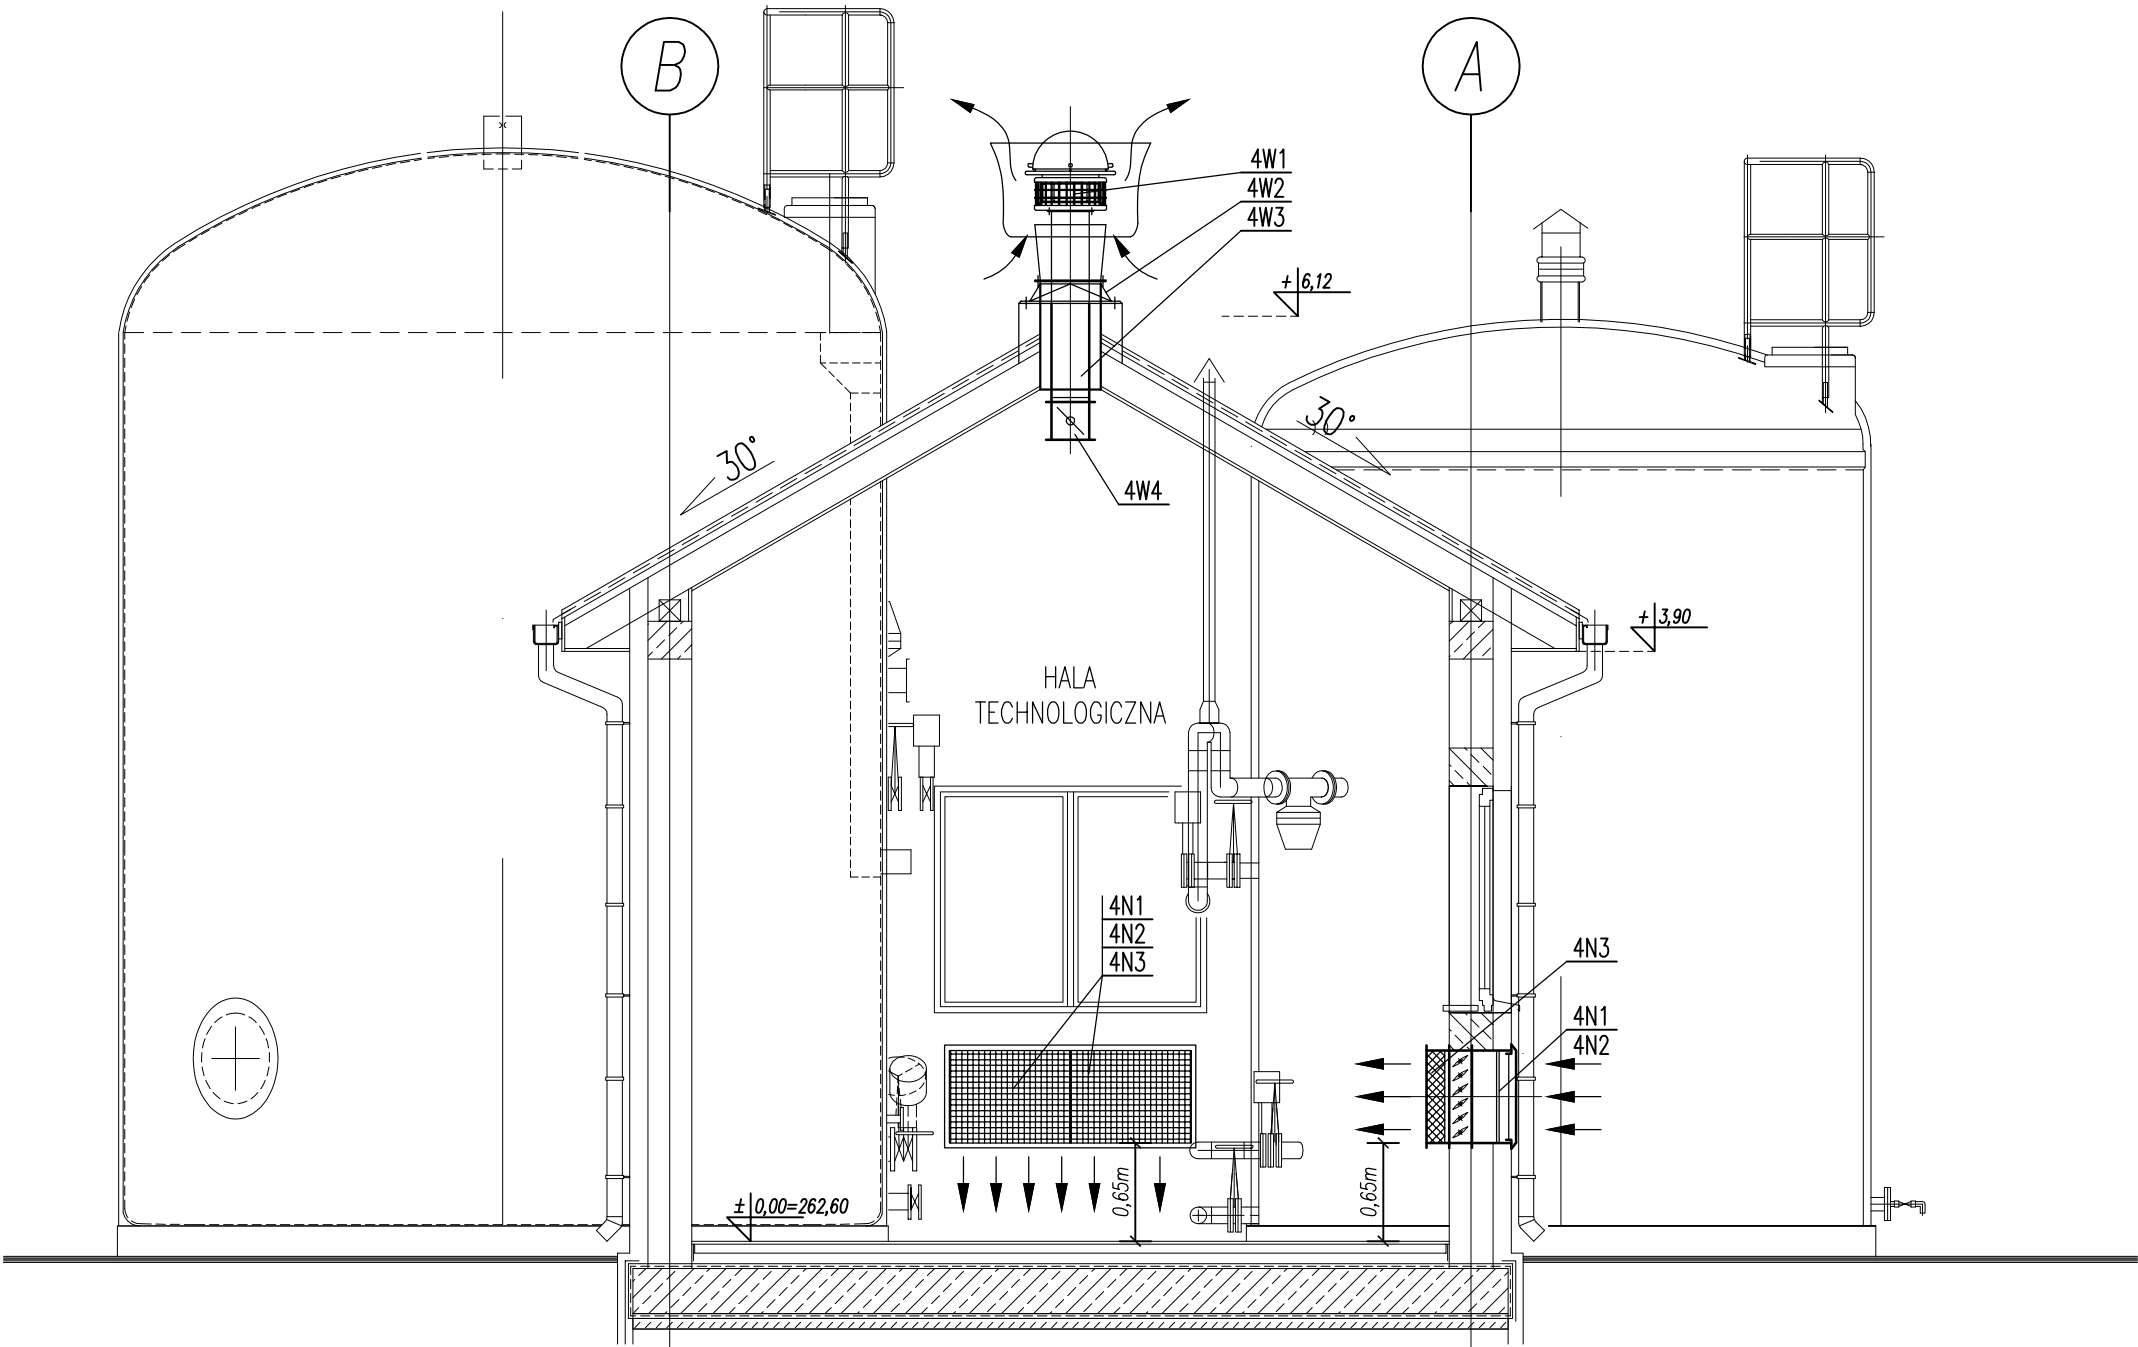 B
A
4W1
4W2
4W3
+ 6,12
30°
30°
4W4
+ 3,90
HALA
TECHNOLOGICZNA
4N1
4N2
4N3
4N3
4N1
4N2
0,65m
0,65m
± 0,00=262,60